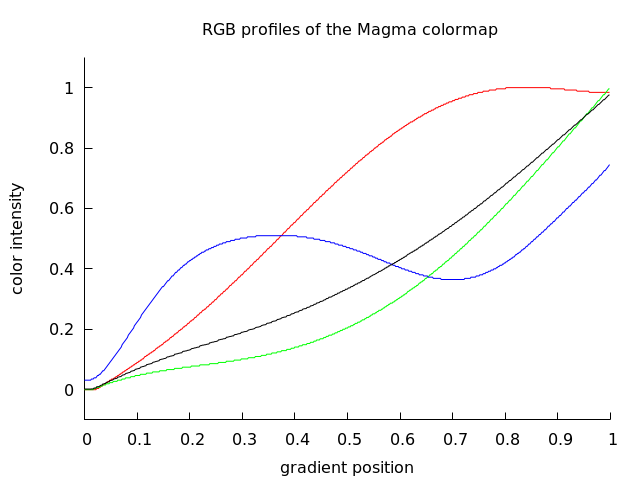 RGB profiles of the Magma colormap
1
0.8
0.6
0.4
0.2
0
color intensity
0 0.1 0.2 0.3 0.4 0.5 0.6 0.7 0.8 0.9 1
gradient position